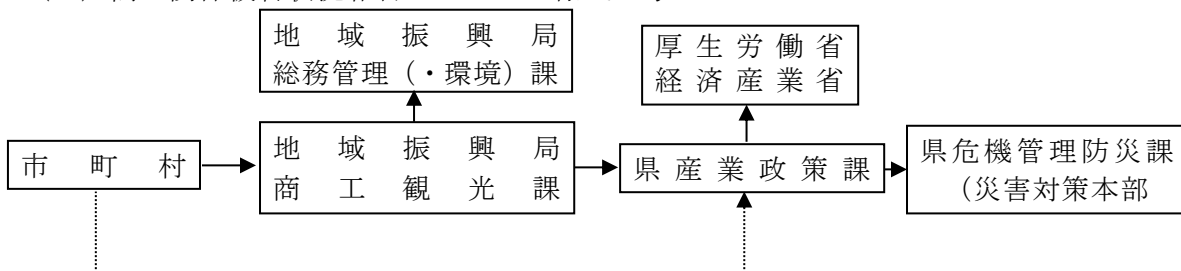 地域振興局
総務管理（・環境）課
厚生労働省
経済産業省
市町村
地域振興局
商工観光課
県産業政策課
県危機管理防災課
（災害対策本部